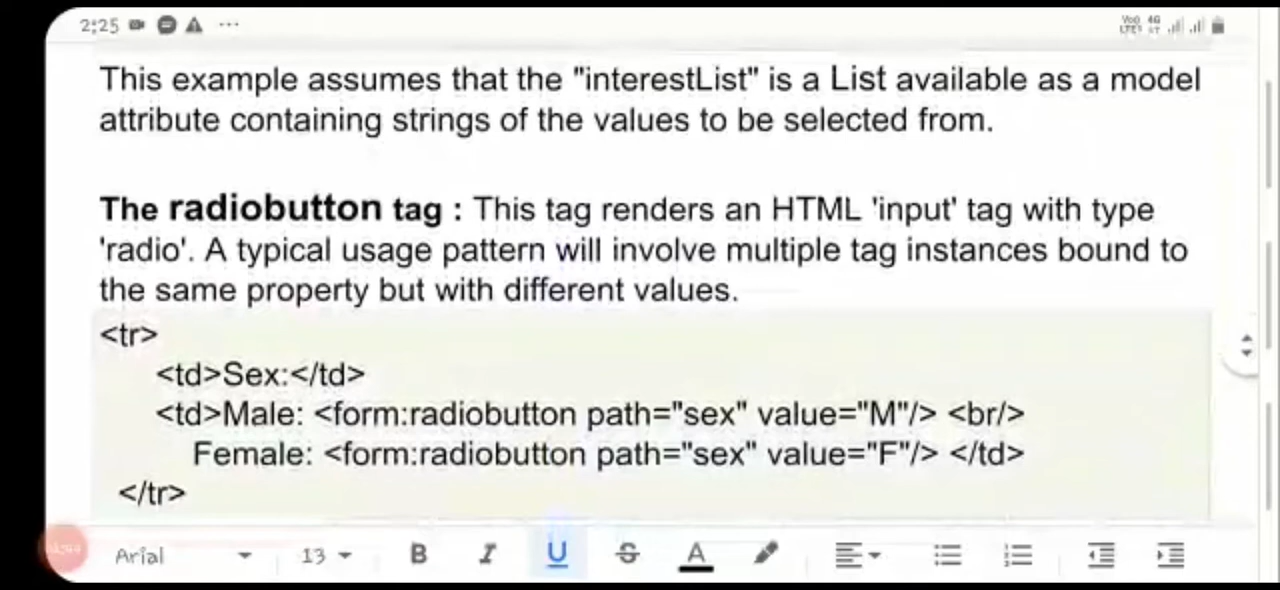 2:25
This example assumes that the "interestList" is a List available as a model
attribute containing strings of the values to be selected from.
The radiobutton tag : This tag renders an HTML 'input' tag with type
'radio'. A typical usage pattern will involve multiple tag instances bound to
the same property but with different values.
<tr>
<td>Sex:</td>
<td>Male: <form:radiobutton path="sex" value="M"/> <br/>
Female: <form:radiobutton path="sex" value="F"/> </td>
</tr>
Arial 13 B I U S A